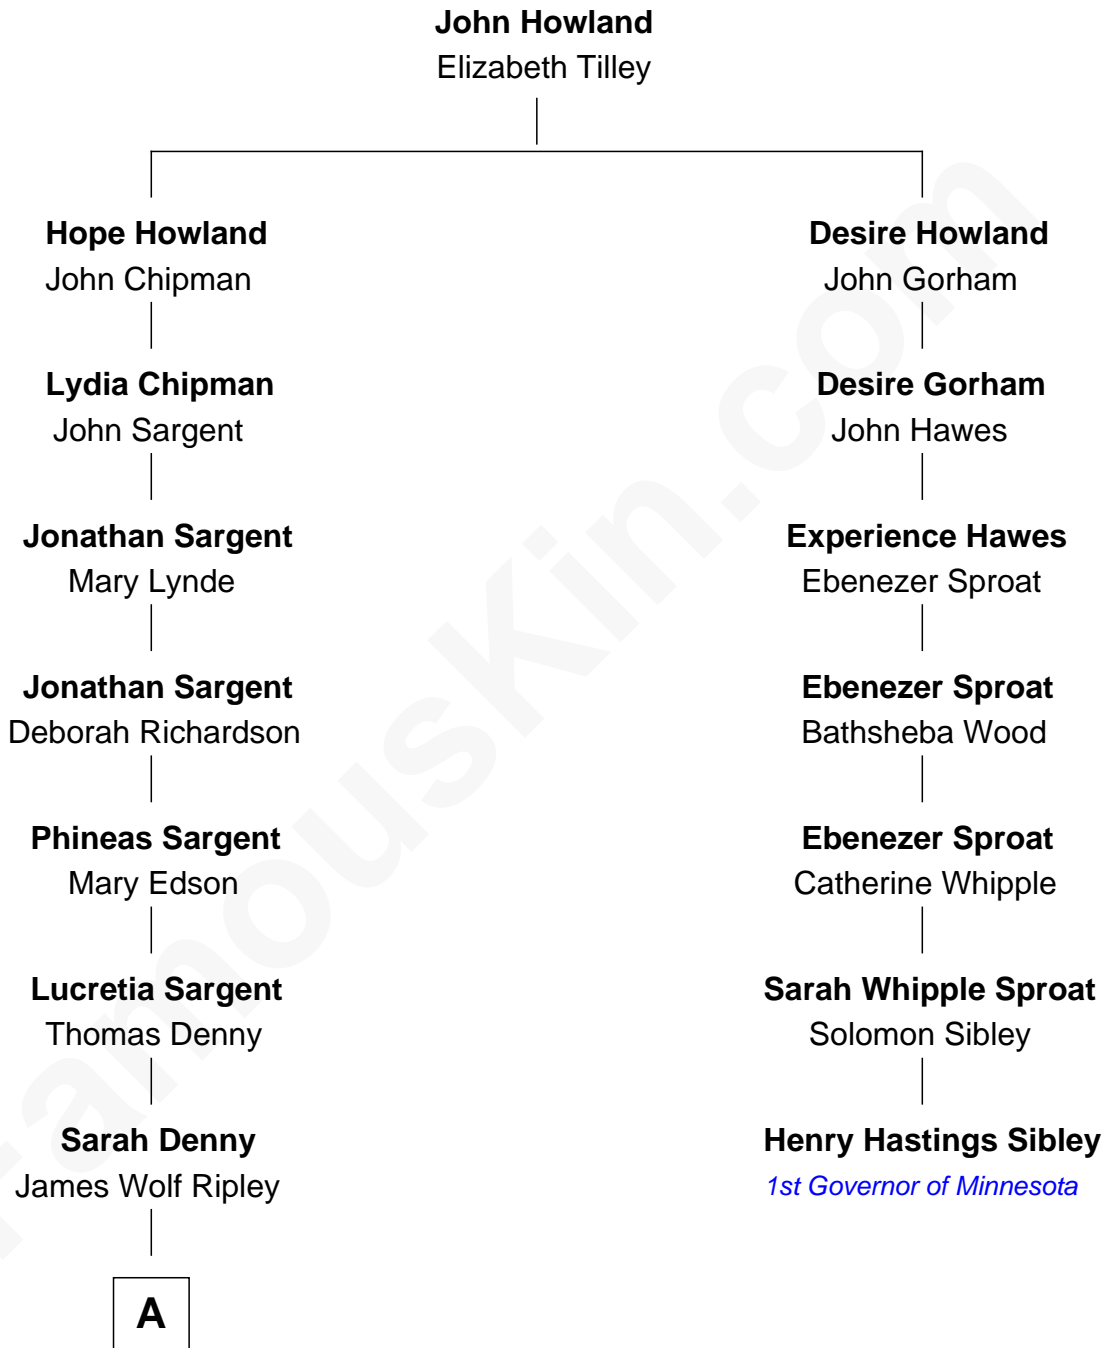 John Howland
Elizabeth Tilley
Hope Howland
John Chipman
Desire Howland
John Gorham
Lydia Chipman
John Sargent
Desire Gorham
John Hawes
Jonathan Sargent
Mary Lynde
Experience Hawes
Ebenezer Sproat
Jonathan Sargent
Deborah Richardson
Ebenezer Sproat
Bathsheba Wood
Phineas Sargent
Mary Edson
Ebenezer Sproat
Catherine Whipple
Lucretia Sargent
Thomas Denny
Sarah Whipple Sproat
Solomon Sibley
Sarah Denny
James Wolf Ripley
Henry Hastings Sibley
1st Governor of Minnesota
A
FamousKin.com